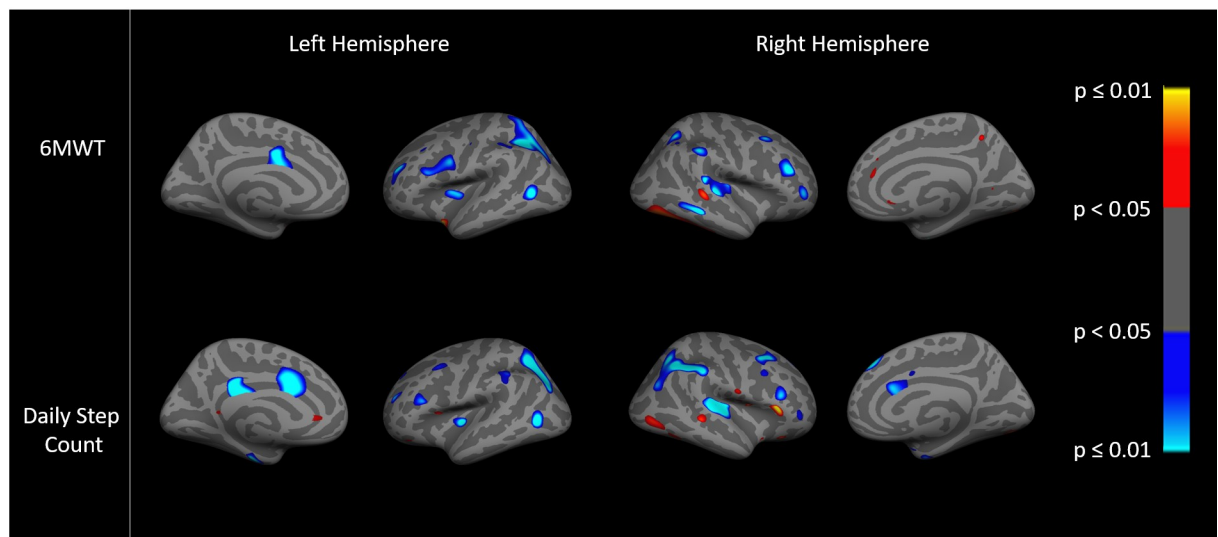 Left Hemisphere
Right Hemisphere
6MWT
p ≤ 0.01
p < 0.05
p < 0.05
p ≤ 0.01
Daily Step
Count